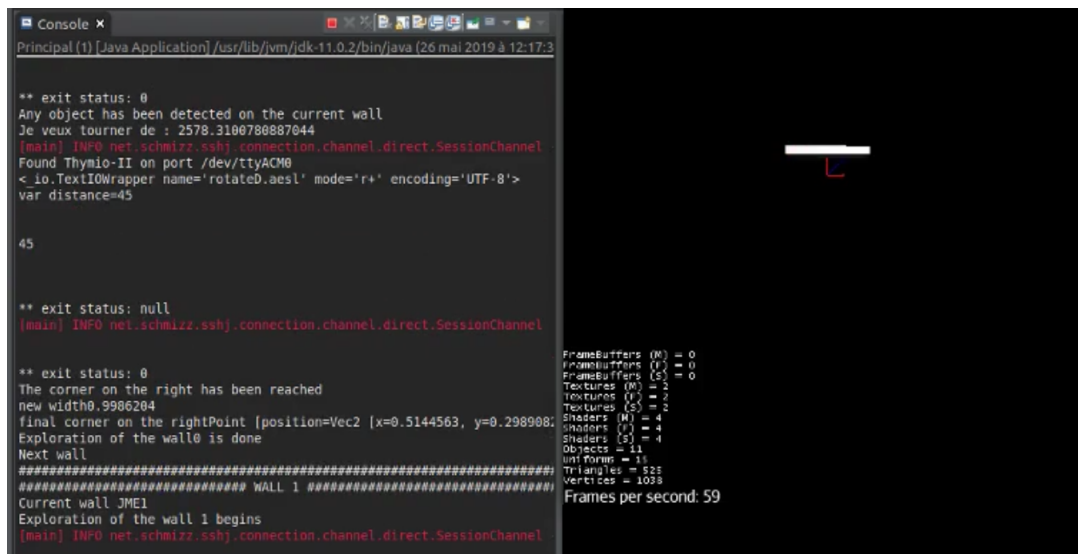 Console ×
Principal (1) [Java Application] /usr/lib/jvm/jdk-11.0.2/bin/java (26 mai 2019 à 12:17:3
** exit status: 0
Any object has been detected on the current wall
Je veux tourner de : 2578.3100780887044
[main] INFO net.schmizz.sshj.connection.channel.direct.SessionChannel
Found Thymio-II on port /dev/ttyACM0
<_io.TextIOWrapper name='rotateD.aesl' mode='r+' encoding='UTF-8'>
var distance=45
45
** exit status: null
[main] INFO net.schmizz.sshj.connection.channel.direct.SessionChannel
** exit status: 0
The corner on the right has been reached
new width0.9986204
final corner on the rightPoint [position=Vec2 [x=0.5144563, y=0.2989082
Exploration of the wall0 is done
Next wall
########################################################################
############################## WALL 1 #################################
Current wall JME1
Exploration of the wall 1 begins
[main] INFO net.schmizz.sshj.connection.channel.direct.SessionChannel
FrameBuffers (M) = 0
FrameBuffers (F) = 0
FrameBuffers (S) = 0
Textures (M) = 2
Textures (F) = 2
Textures (S) = 2
Shaders (M) = 4
Shaders (F) = 4
Shaders (S) = 4
Objects = 11
Uniforms = 15
Triangles = 525
Vertices = 1038
Frames per second: 59